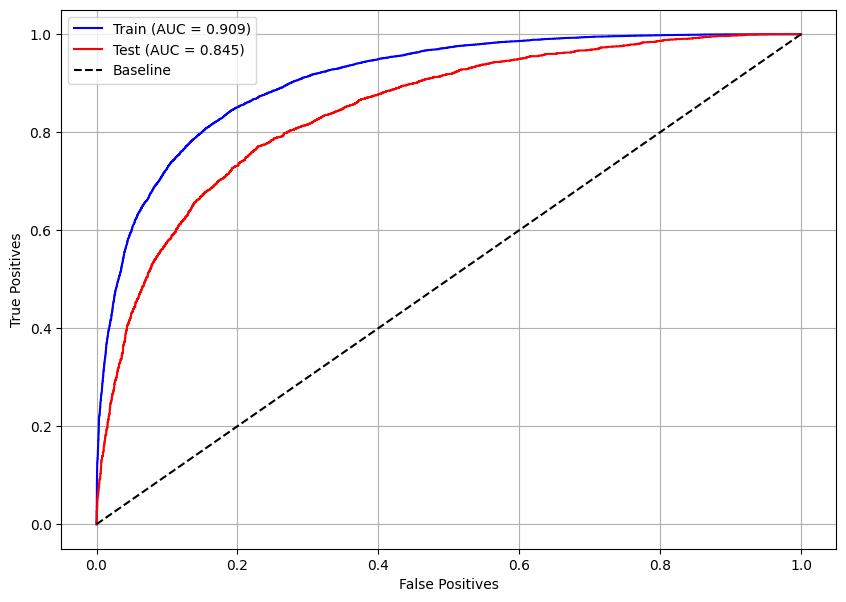 Train (AUC = 0.909)
Test (AUC = 0.845)
Baseline
1.0
0.8
0.6
0.4
0.2
0.0
True Positives
0.0 0.2 0.4 0.6 0.8 1.0
False Positives